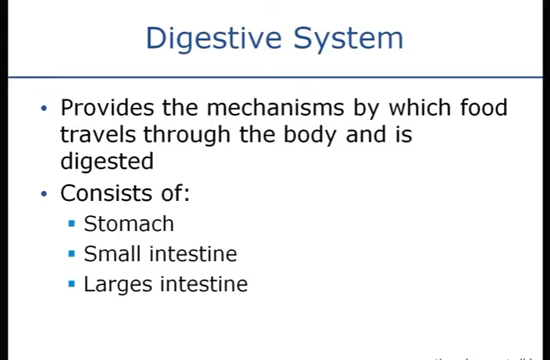 Digestive System
• Provides the mechanisms by which food
travels through the body and is
digested
• Consists of:
▪ Stomach
▪ Small intestine
▪ Larges intestine